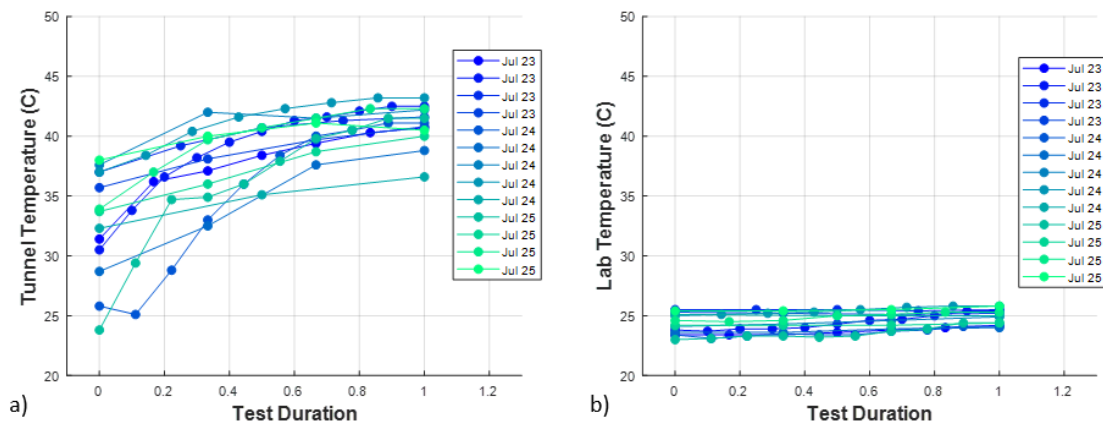 50
45
40
35
30
25
20
Tunnel Temperature (C)
0
0.2
0.4
0.6
0.8
1
1.2
Test Duration
a)
Jul 23
Jul 23
Jul 23
Jul 23
Jul 24
Jul 24
Jul 24
Jul 24
Jul 24
Jul 25
Jul 25
Jul 25
Jul 25
50
45
40
35
30
25
20
Lab Temperature (C)
0
0.2
0.4
0.6
0.8
1
1.2
Test Duration
b)
Jul 23
Jul 23
Jul 23
Jul 23
Jul 24
Jul 24
Jul 24
Jul 24
Jul 24
Jul 25
Jul 25
Jul 25
Jul 25